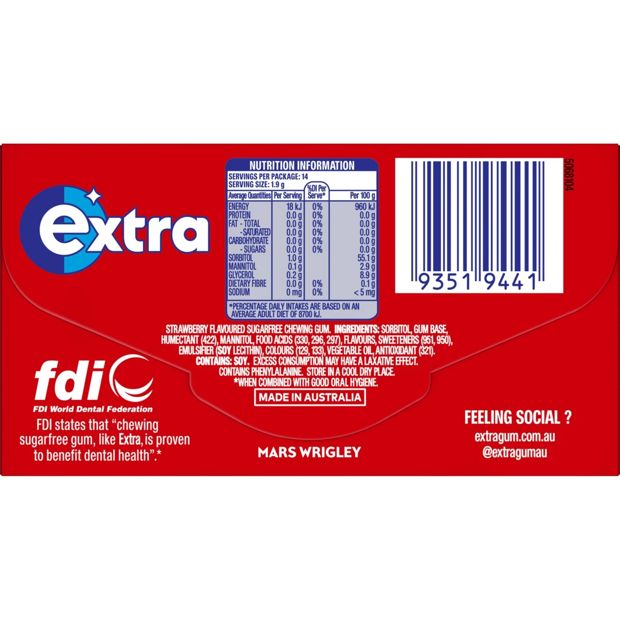 extra
NUTRITION INFORMATION
SERVINGS PER PACKAGE: 14
SERVING SIZE: 1.9 g
Average Quantities Per Serving %DI Per Serve* Per 100 g
ENERGY 18 kJ 0% 960 kJ
PROTEIN 0.0 g 0% 0.0 g
FAT - TOTAL 0.0 g 0% 0.0 g
- SATURATED 0.0 g 0% 0.0 g
CARBOHYDRATE 0.0 g 0% 0.0 g
- SUGARS 0.0 g 0% 0.0 g
SORBITOL 1.0 g 55.1 g
MANNITOL 0.1 g 2.9 g
GLYCEROL 0.2 g 8.9 g
DIETARY FIBRE 0.0 g 0% 0.1 g
SODIUM 0 mg 0% < 5 mg
*PERCENTAGE DAILY INTAKES ARE BASED ON AN
AVERAGE ADULT DIET OF 8700 kJ.
5068104
9351 9441
STRAWBERRY FLAVOURED SUGARFREE CHEWING GUM. INGREDIENTS: SORBITOL, GUM BASE,
HUMECTANT (422), MANNITOL, FOOD ACIDS (330, 296, 297), FLAVOURS, SWEETENERS (951, 950),
EMULSIFIER (SOY LECITHIN), COLOURS (129, 133), VEGETABLE OIL, ANTIOXIDANT (321).
CONTAINS: SOY. EXCESS CONSUMPTION MAY HAVE A LAXATIVE EFFECT.
CONTAINS PHENYLALANINE. STORE IN A COOL DRY PLACE.
*WHEN COMBINED WITH GOOD ORAL HYGIENE.
MADE IN AUSTRALIA
fdi
FDI World Dental Federation
FDI states that "chewing
sugarfree gum, like Extra, is proven
to benefit dental health".*
MARS WRIGLEY
FEELING SOCIAL ?
extragum.com.au
@extragumau